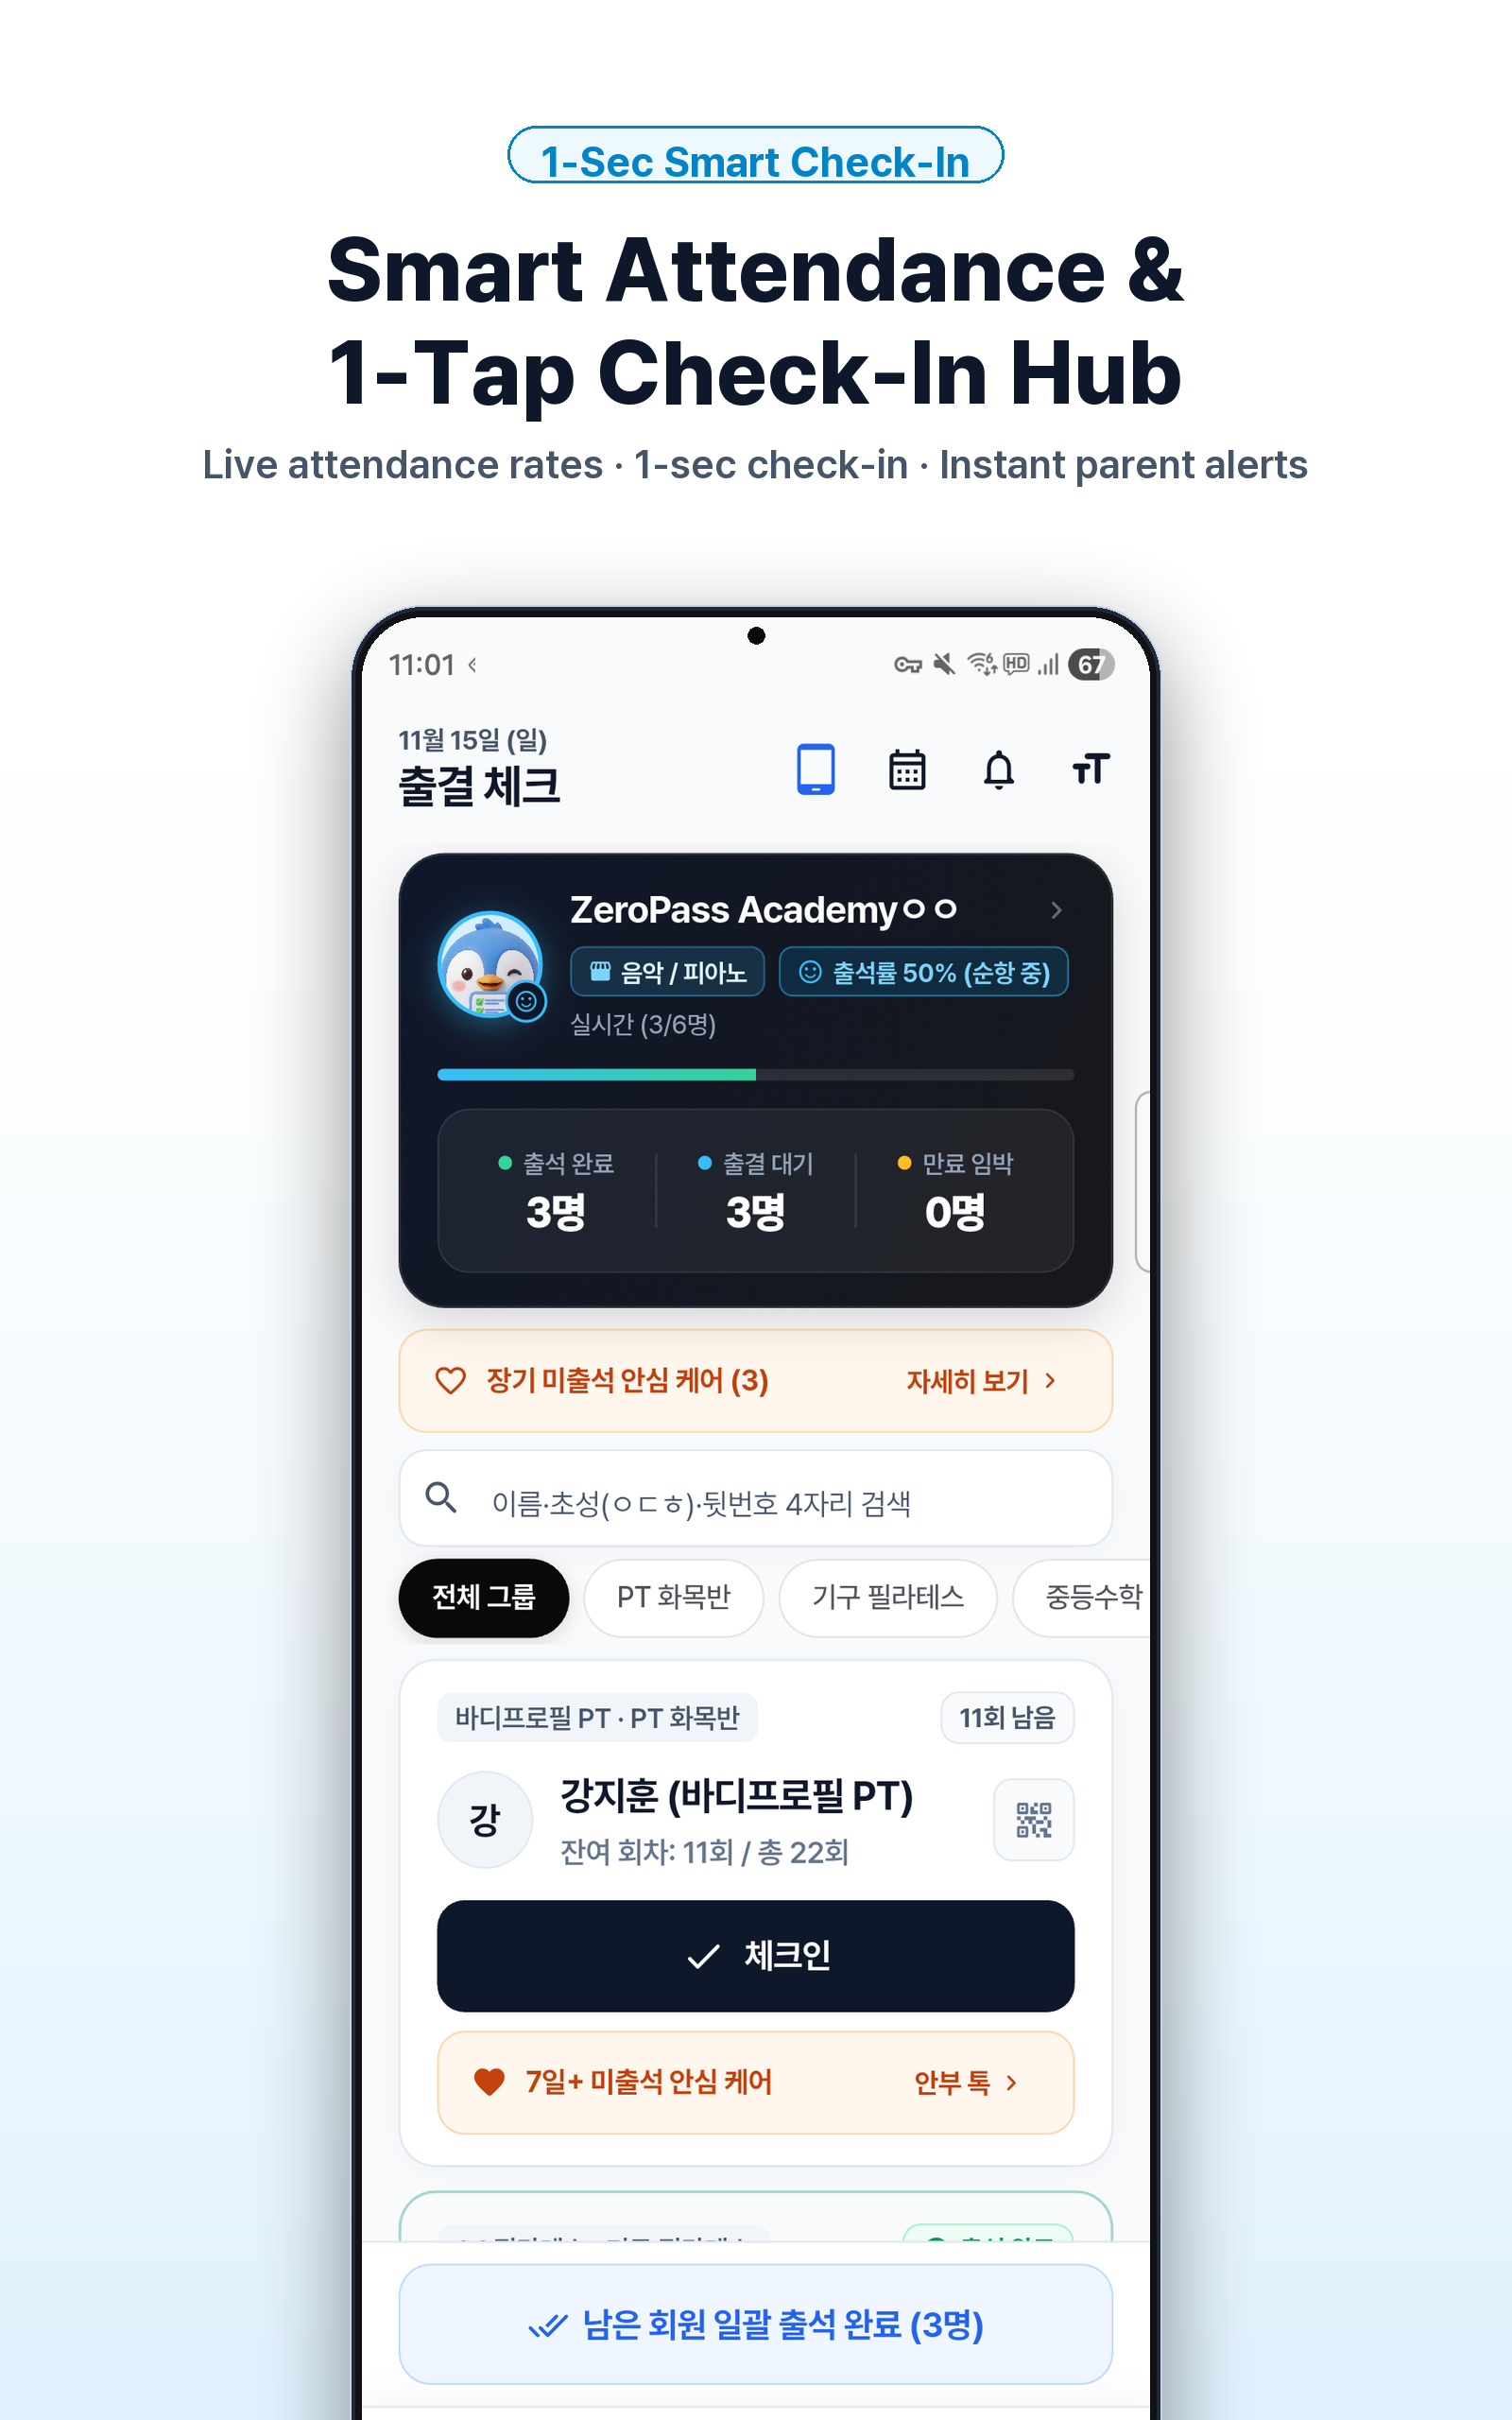 1-Sec Smart Check-In
Smart Attendance &
1-Tap Check-In Hub
Live attendance rates · 1-sec check-in · Instant parent alerts
11:01
HD
67
11월 15일 (일)
출결 체크
ZeroPass Academyㅇㅇ
음악 / 피아노
출석률 50% (순항 중)
실시간 (3/6명)
출석 완료
출결 대기
만료 임박
3명
3명
0명
장기 미출석 안심 케어 (3)
자세히 보기
이름·초성(ㅇㄷㅎ)·뒷번호 4자리 검색
전체 그룹
PT 화목반
기구 필라테스
중등수학
바디프로필 PT · PT 화목반
11회 남음
강
강지훈 (바디프로필 PT)
잔여 회차: 11회 / 총 22회
체크인
7일+ 미출석 안심 케어
안부 톡
남은 회원 일괄 출석 완료 (3명)